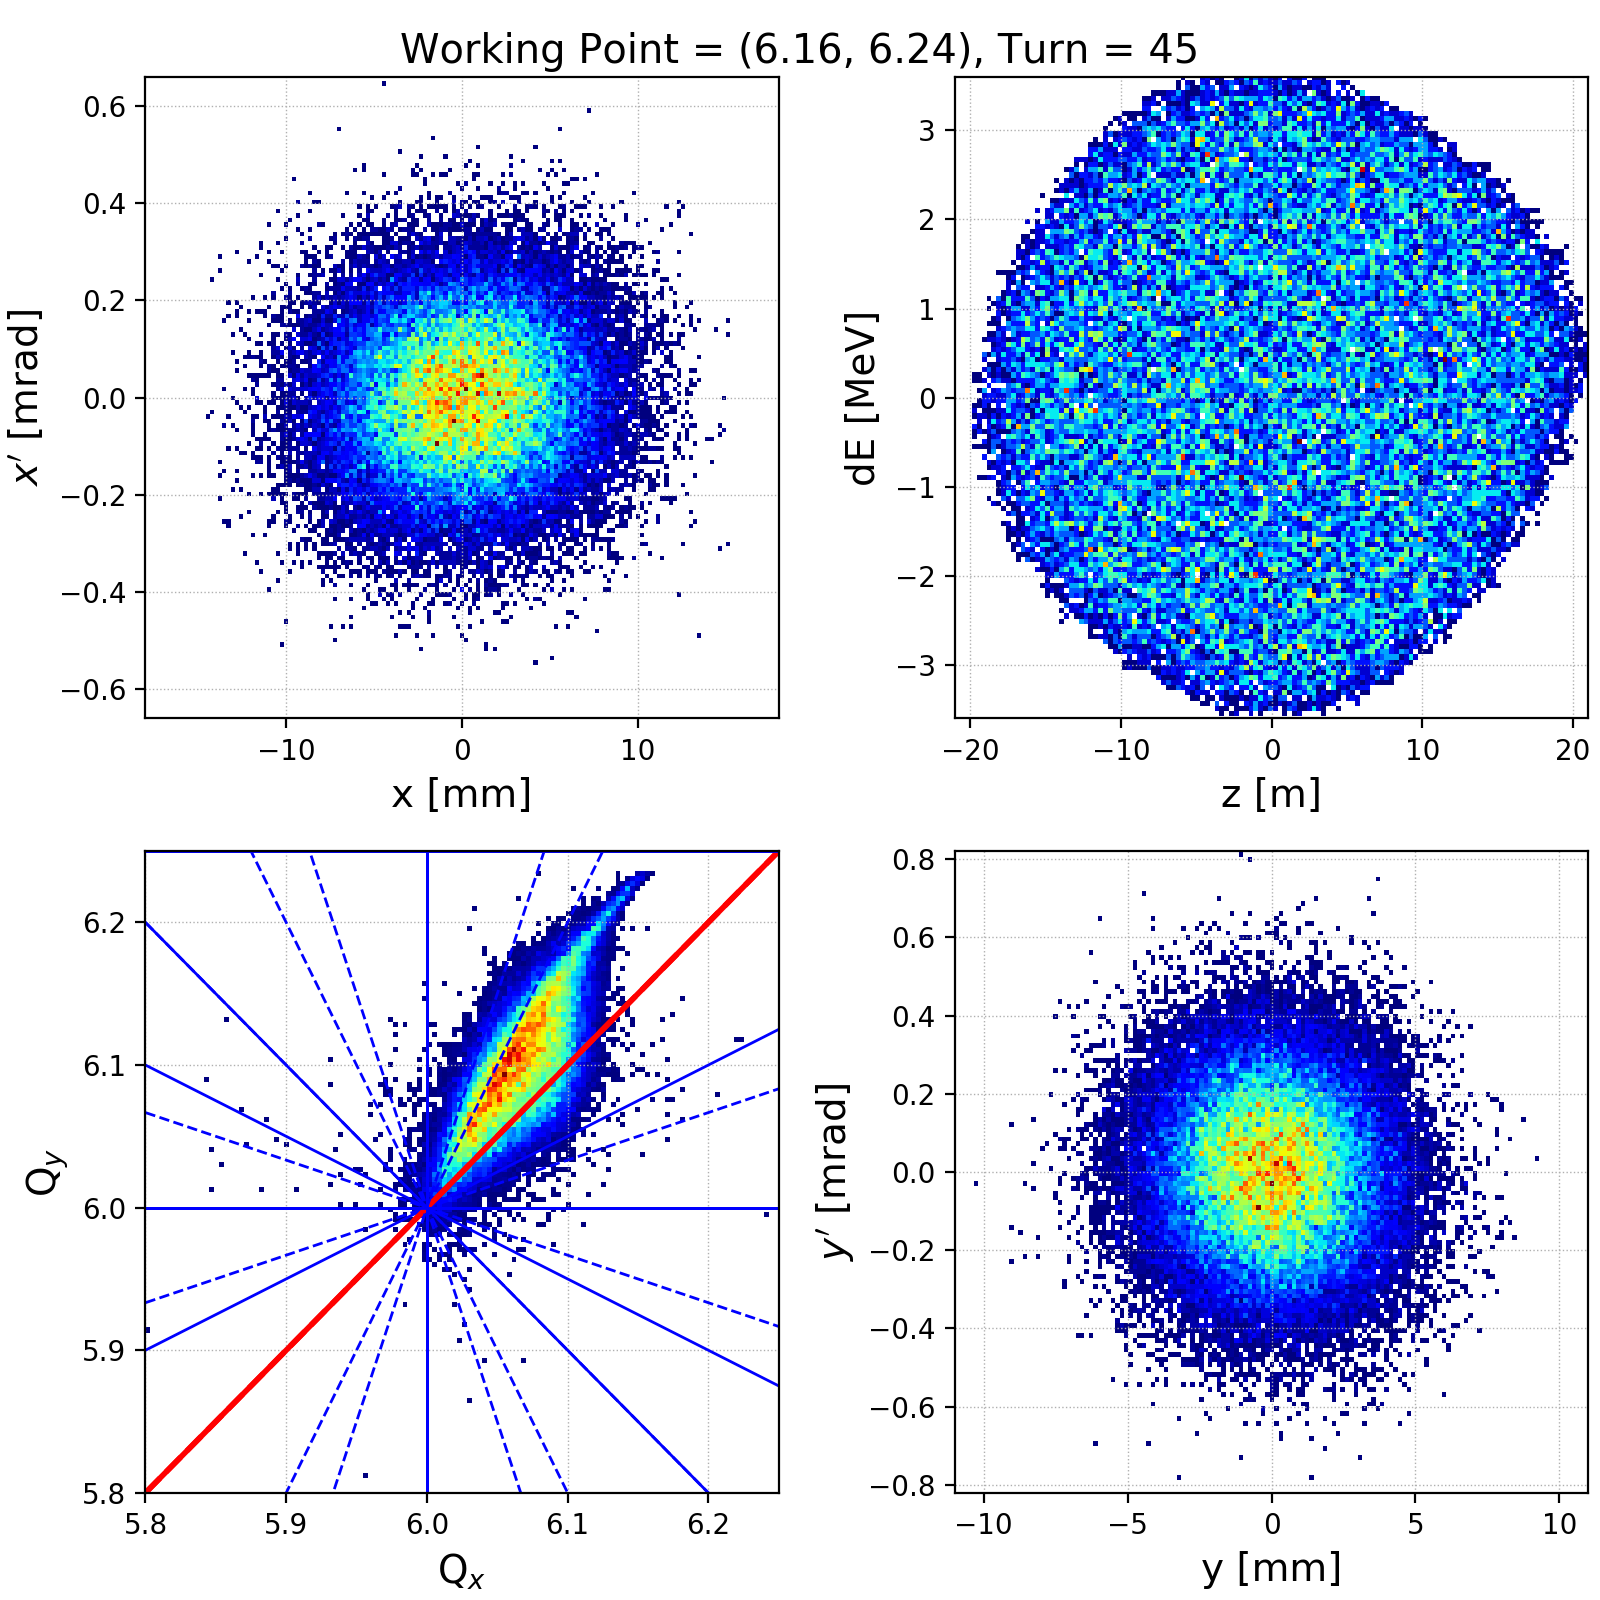 Working Point = (6.16, 6.24), Turn = 45
0.6
0.4
0.2
0.0
−0.2
−0.4
−0.6
x′ [mrad]
−10 0 10
x [mm]
3
2
1
0
−1
−2
−3
dE [MeV]
−20 −10 0 10 20
z [m]
6.2
6.1
6.0
5.9
5.8
Qy
5.8 5.9 6.0 6.1 6.2
Qx
0.8
0.6
0.4
0.2
0.0
−0.2
−0.4
−0.6
−0.8
y′ [mrad]
−10 −5 0 5 10
y [mm]